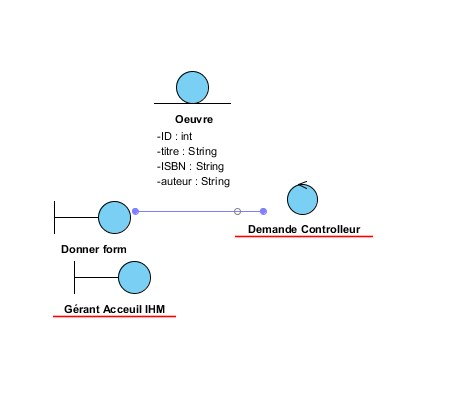 Oeuvre
-ID : int
-titre : String
-ISBN : String
-auteur : String
Demande Controlleur
Donner form
Gérant Acceuil IHM